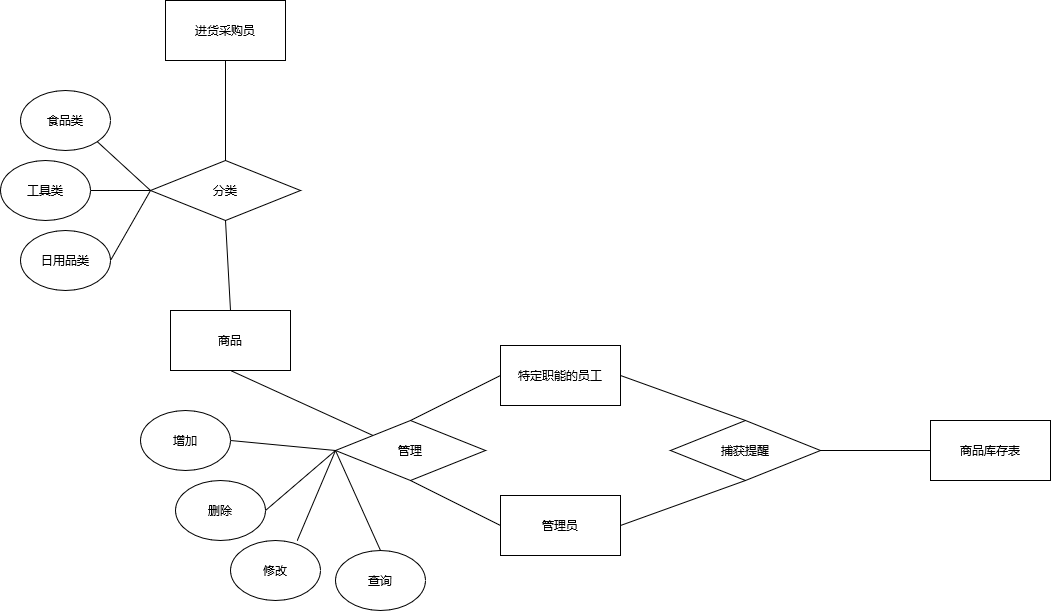 进货采购员
食品类
工具类
分类
日用品类
商品
特定职能的员工
增加
管理
捕获提醒
商品库存表
删除
管理员
修改
查询